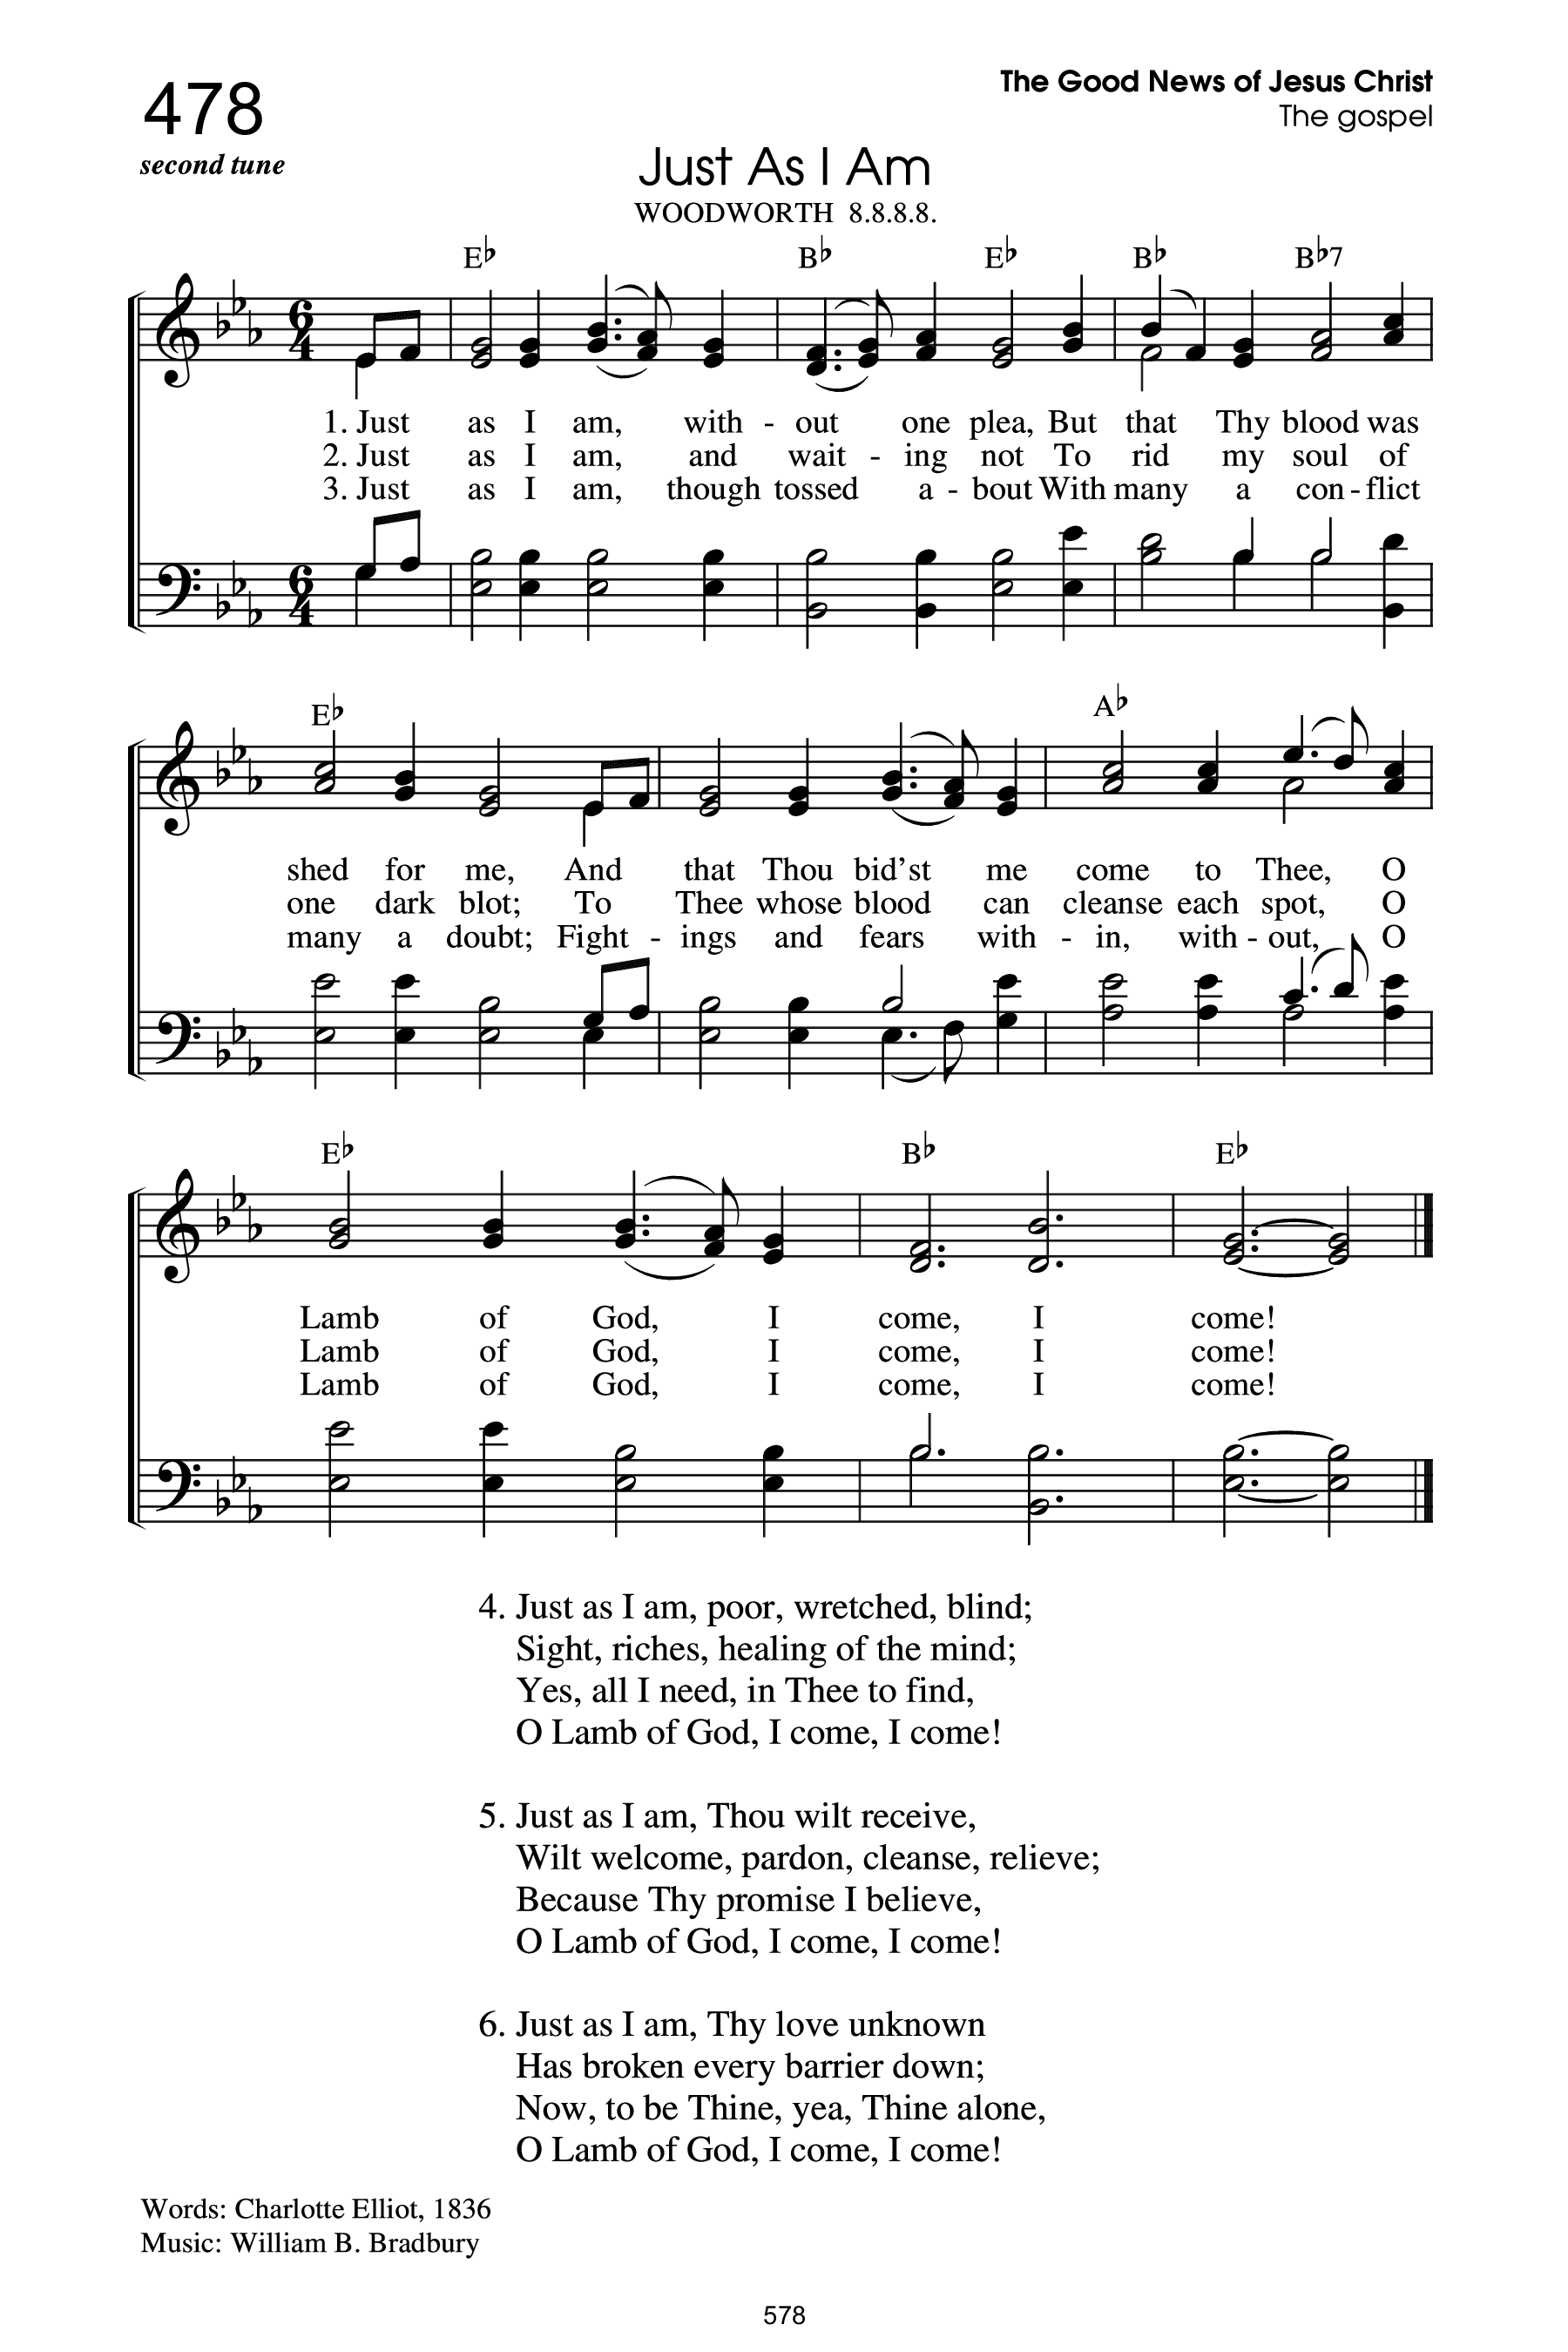 478
The Good News of Jesus Christ
The gospel
second tune
Just As I Am
WOODWORTH 8.8.8.8.
E♭ B♭ E♭ B♭ B♭7
1. Just as I am, with - out one plea, But that Thy blood was
2. Just as I am, and wait - ing not To rid my soul of
3. Just as I am, though tossed a - bout With many a con - flict
E♭ A♭
shed for me, And that Thou bid’st me come to Thee, O
one dark blot; To Thee whose blood can cleanse each spot, O
many a doubt; Fight - ings and fears with - in, with - out, O
E♭ B♭ E♭
Lamb of God, I come, I come!
Lamb of God, I come, I come!
Lamb of God, I come, I come!
4. Just as I am, poor, wretched, blind;
Sight, riches, healing of the mind;
Yes, all I need, in Thee to find,
O Lamb of God, I come, I come!
5. Just as I am, Thou wilt receive,
Wilt welcome, pardon, cleanse, relieve;
Because Thy promise I believe,
O Lamb of God, I come, I come!
6. Just as I am, Thy love unknown
Has broken every barrier down;
Now, to be Thine, yea, Thine alone,
O Lamb of God, I come, I come!
Words: Charlotte Elliot, 1836
Music: William B. Bradbury
578